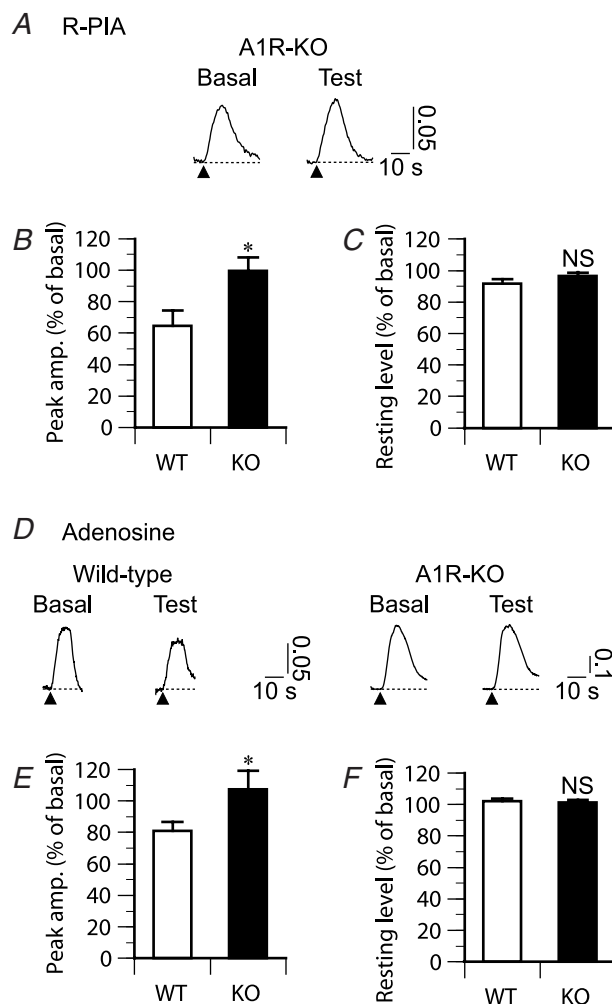 A R-PIA
A1R-KO
Basal Test
0.05
10 s
B
Peak amp. (% of basal)
120
100
80
60
40
20
0
*
WT KO
C
Resting level (% of basal)
120
100
80
60
40
20
0
NS
WT KO
D Adenosine
Wild-type
Basal Test
0.05
10 s
A1R-KO
Basal Test
0.1
10 s
E
Peak amp. (% of basal)
120
100
80
60
40
20
0
*
WT KO
F
Resting level (% of basal)
120
100
80
60
40
20
0
NS
WT KO